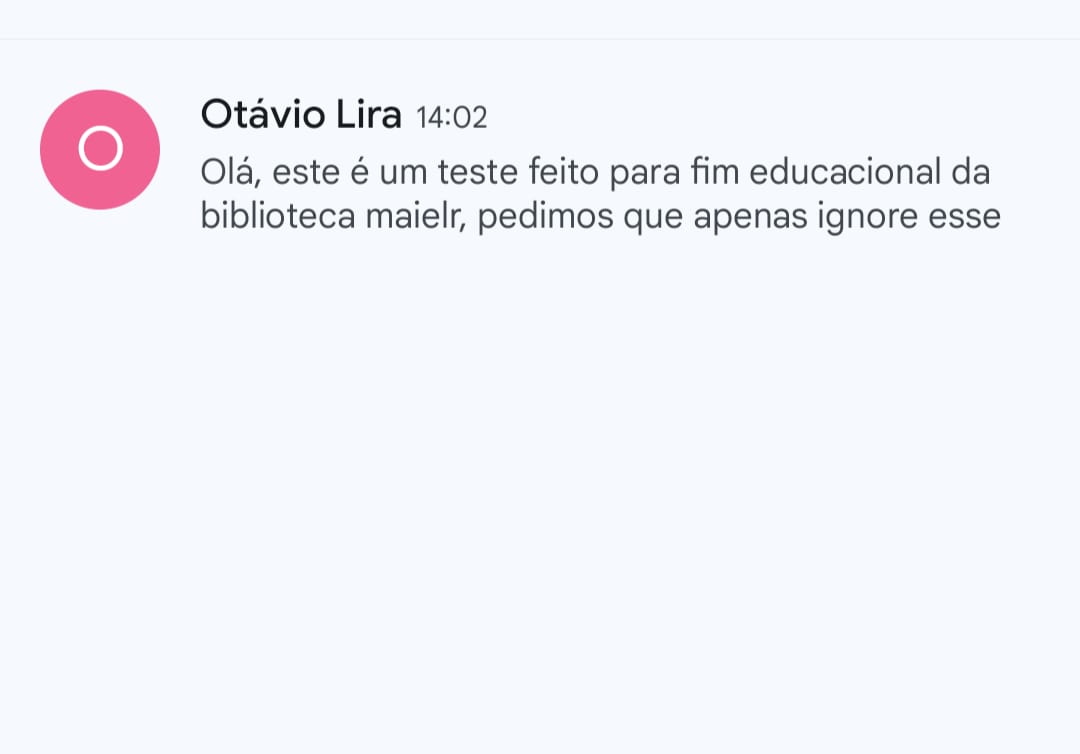 O
Otávio Lira 14:02
Olá, este é um teste feito para fim educacional da
biblioteca maielr, pedimos que apenas ignore esse